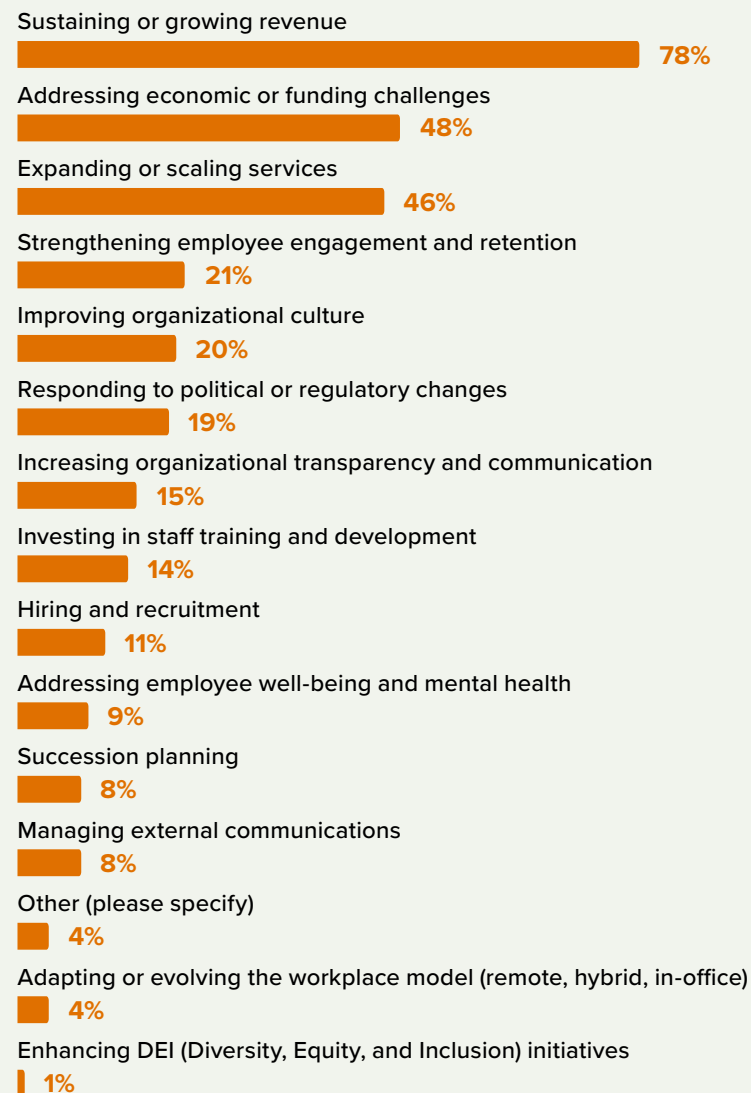 Sustaining or growing revenue
78%
Addressing economic or funding challenges
48%
Expanding or scaling services
46%
Strengthening employee engagement and retention
21%
Improving organizational culture
20%
Responding to political or regulatory changes
19%
Increasing organizational transparency and communication
15%
Investing in staff training and development
14%
Hiring and recruitment
11%
Addressing employee well-being and mental health
9%
Succession planning
8%
Managing external communications
8%
Other (please specify)
4%
Adapting or evolving the workplace model (remote, hybrid, in-office)
4%
Enhancing DEI (Diversity, Equity, and Inclusion) initiatives
1%